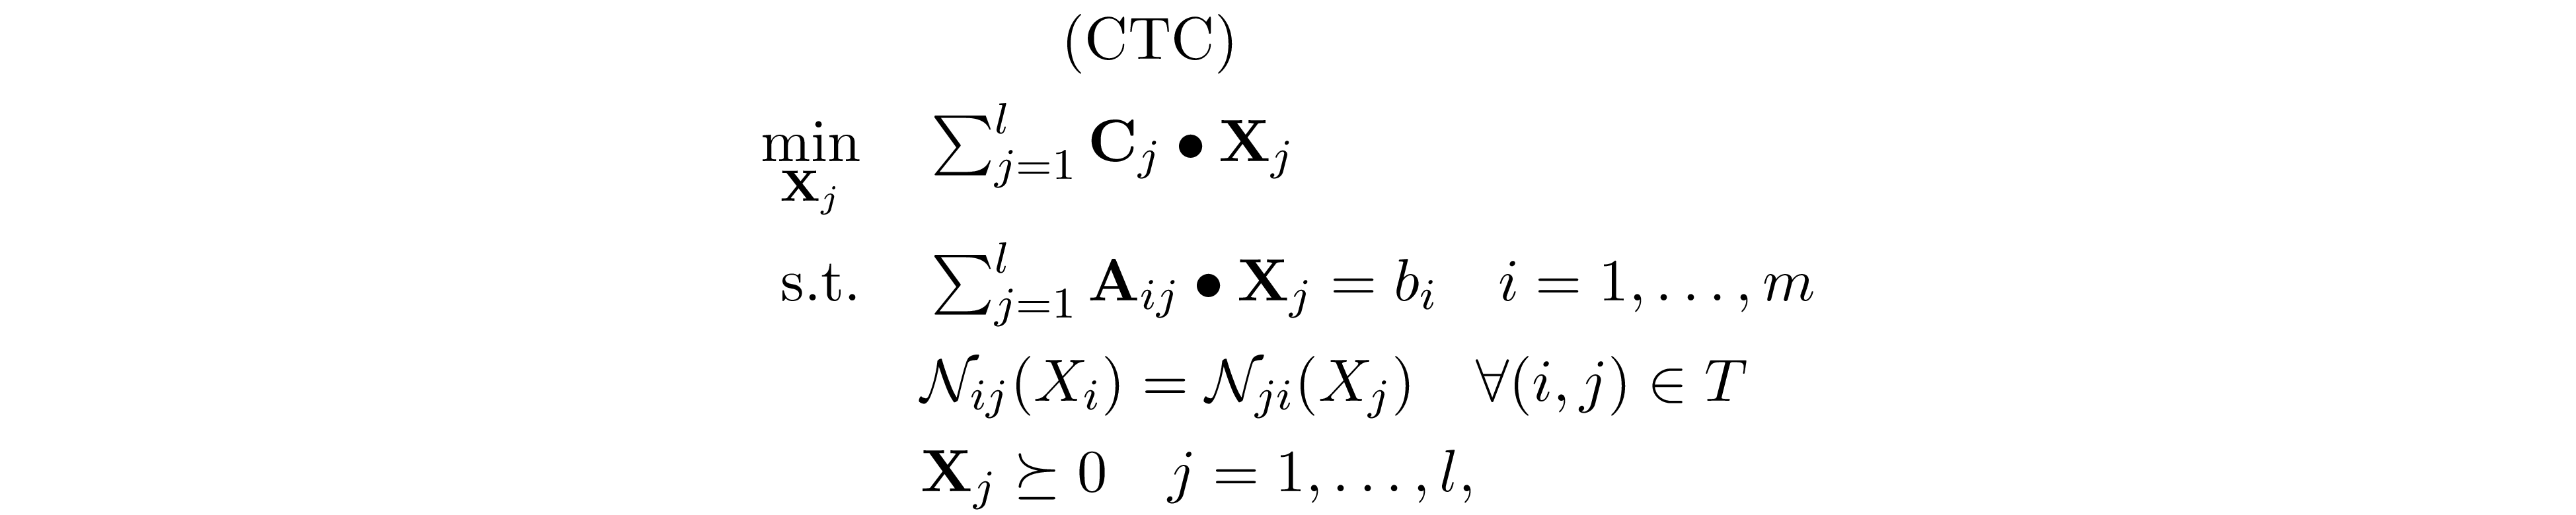 (CTC)
min_{𝐗_j} ∑_{j=1}^{l} 𝐂_j • 𝐗_j
s.t. ∑_{j=1}^{l} 𝐀_{ij} • 𝐗_j = b_i i = 1, . . . , m
𝒩_{ij}(X_i) = 𝒩_{ji}(X_j) ∀(i, j) ∈ T
𝐗_j ⪰ 0 j = 1, . . . , l,